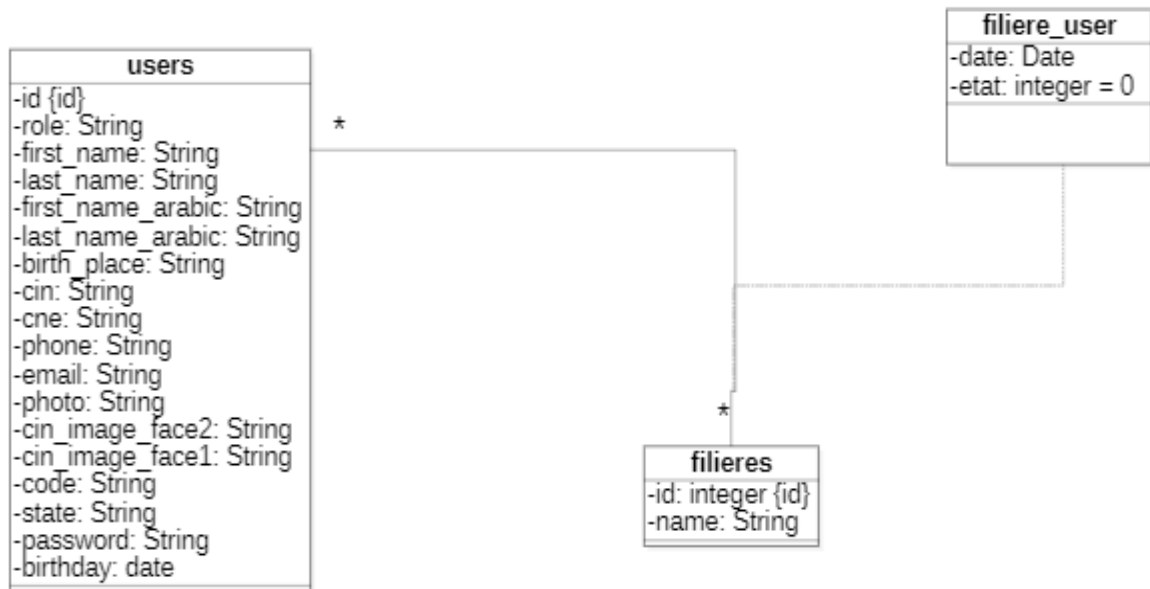 users
-id {id}
-role: String
-first_name: String
-last_name: String
-first_name_arabic: String
-last_name_arabic: String
-birth_place: String
-cin: String
-cne: String
-phone: String
-email: String
-photo: String
-cin_image_face2: String
-cin_image_face1: String
-code: String
-state: String
-password: String
-birthday: date
*
*
filieres
-id: integer {id}
-name: String
filiere_user
-date: Date
-etat: integer = 0